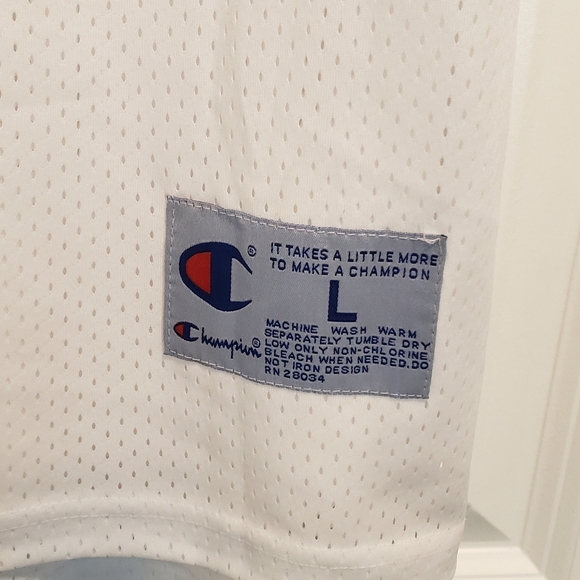 ® IT TAKES A LITTLE MORE
TO MAKE A CHAMPION
L
Champion®
MACHINE WASH WARM
SEPARATELY TUMBLE DRY
LOW ONLY NON-CHLORINE
BLEACH WHEN NEEDED. DO
NOT IRON DESIGN
RN 28034